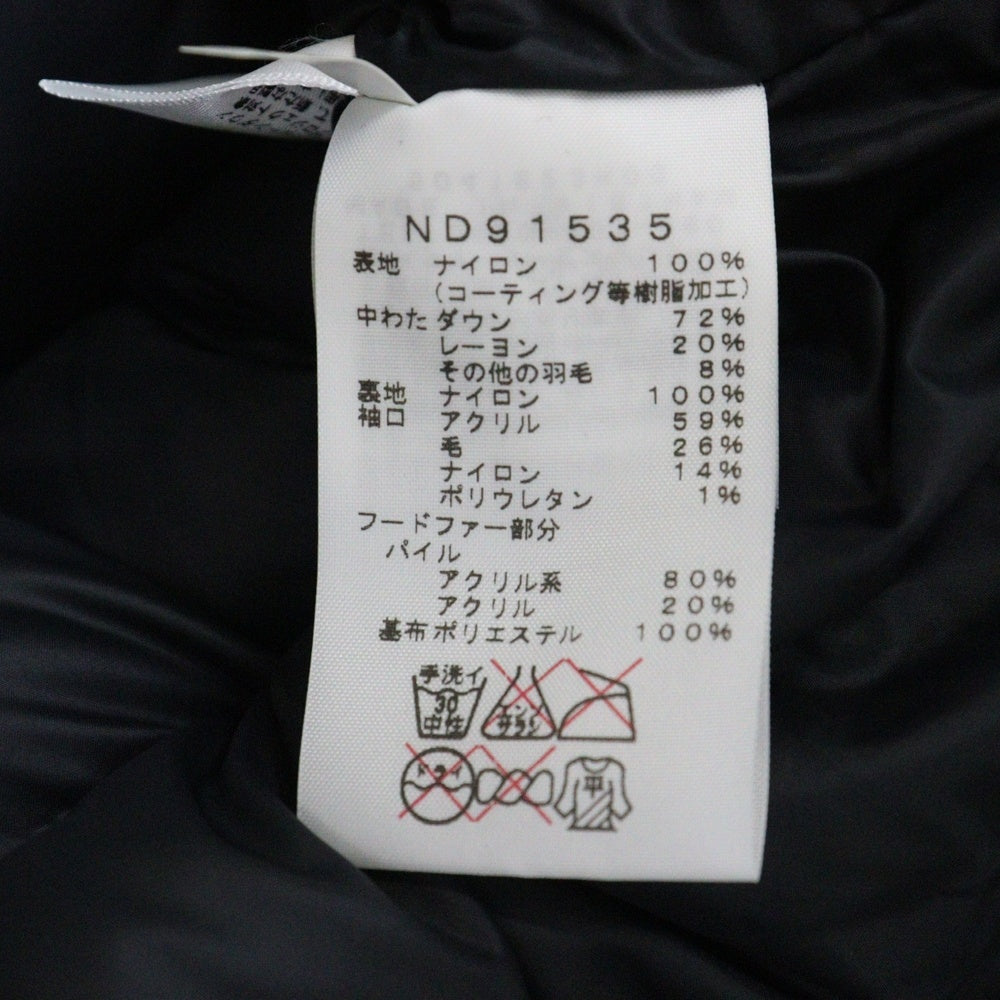 ND91535
表地 ナイロン 100%
(コーティング等樹脂加工)
中わた ダウン 72%
レーヨン 20%
その他の羽毛 8%
裏地 ナイロン 100%
袖口 アクリル 59%
毛 26%
ナイロン 14%
ポリウレタン 1%
フードファー部分
パイル
アクリル系 80%
アクリル 20%
基布 ポリエステル 100%
手洗イ
30
中性
エンソ
サラシ
ドライ
平